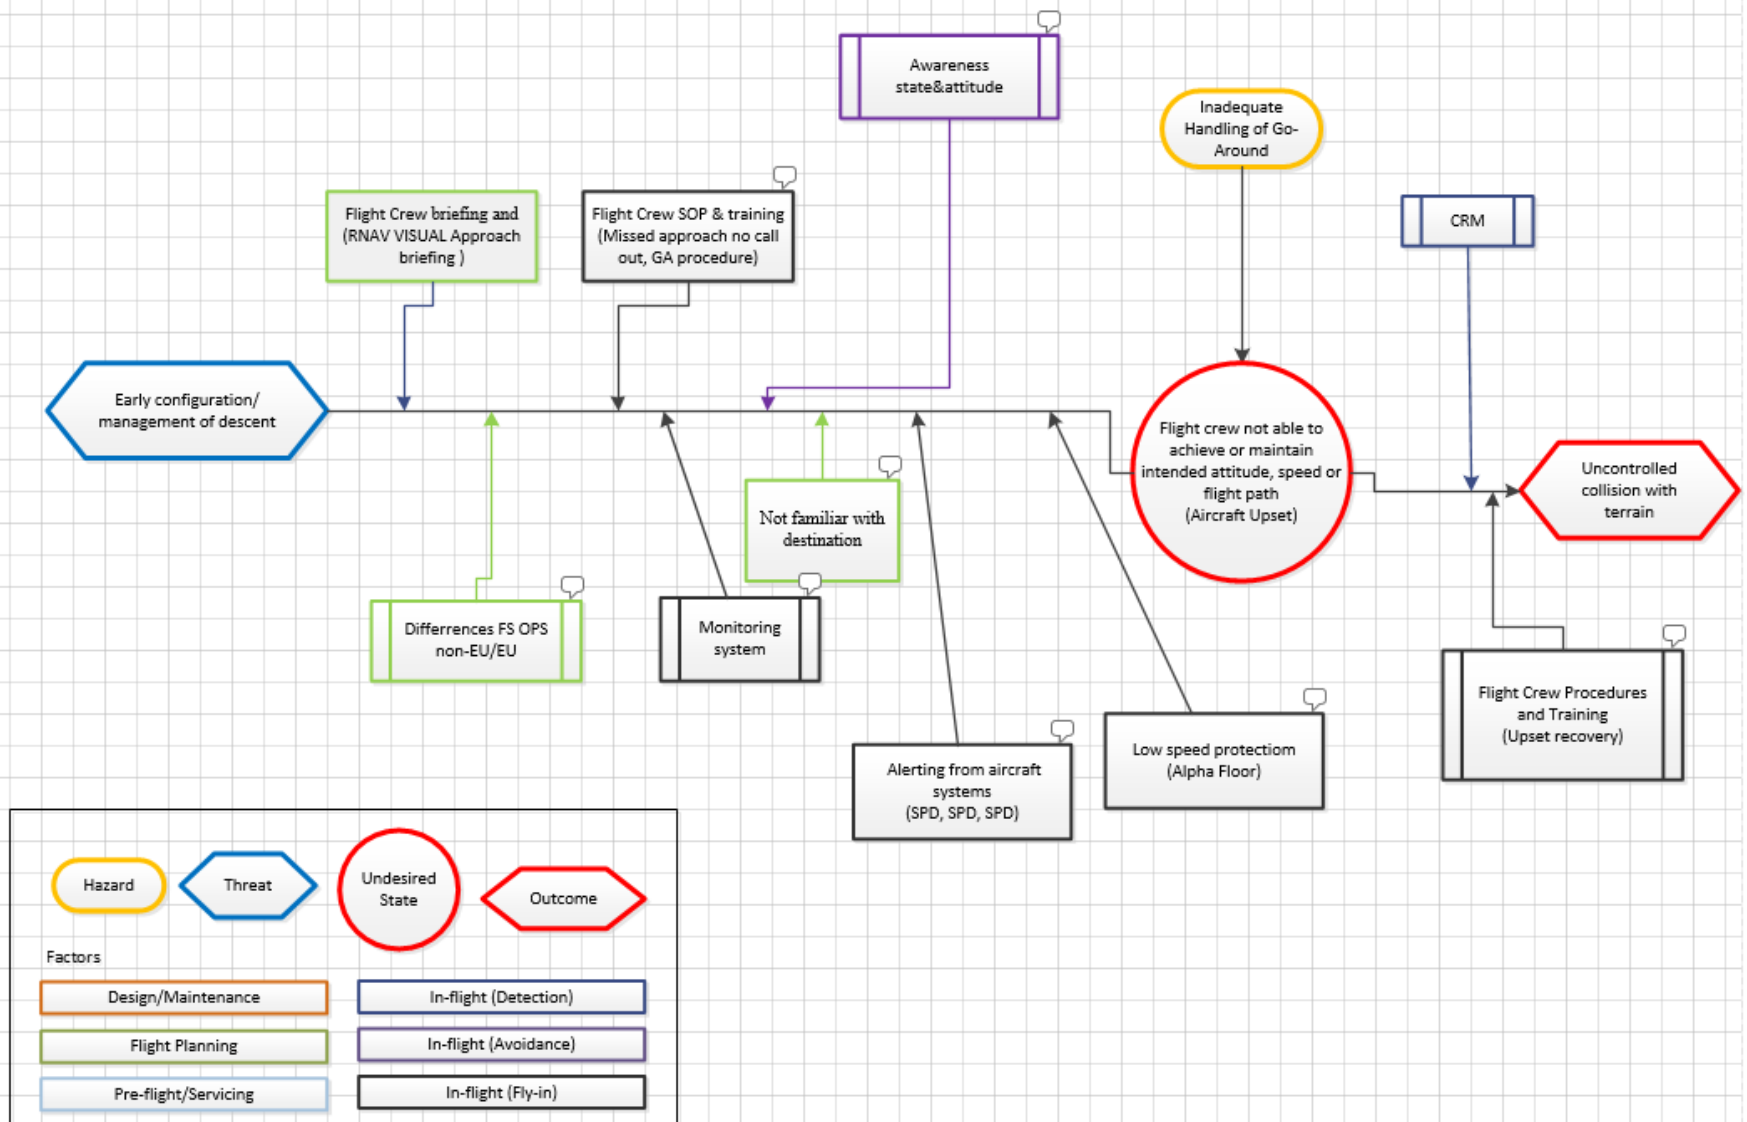 Awareness
state&attitude
Inadequate
Handling of Go-
Around
Flight Crew briefing and
(RNAV VISUAL Approach
briefing )
Flight Crew SOP & training
(Missed approach no call
out, GA procedure)
CRM
Early configuration/
management of descent
Flight crew not able to
achieve or maintain
intended attitude, speed or
flight path
(Aircraft Upset)
Uncontrolled
collision with
terrain
Not familiar with
destination
Differrences FS OPS
non-EU/EU
Monitoring
system
Flight Crew Procedures
and Training
(Upset recovery)
Alerting from aircraft
systems
(SPD, SPD, SPD)
Low speed protectiom
(Alpha Floor)
Hazard
Threat
Undesired
State
Outcome
Factors
Design/Maintenance
In-flight (Detection)
Flight Planning
In-flight (Avoidance)
Pre-flight/Servicing
In-flight (Fly-in)